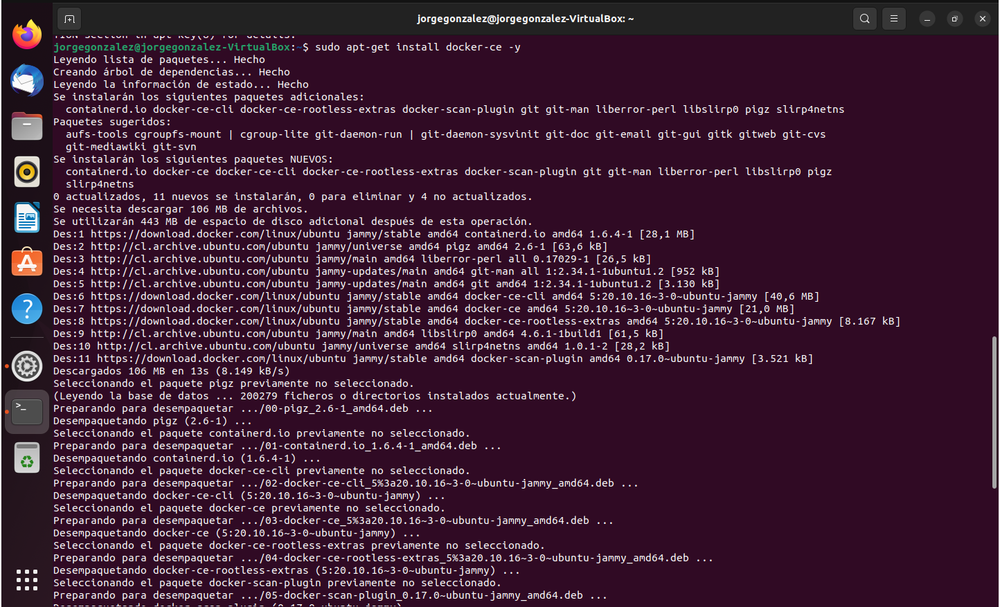 jorgegonzalez@jorgegonzalez-VirtualBox: ~
jorgegonzalez@jorgegonzalez-VirtualBox:~$ sudo apt-get install docker-ce -y
Leyendo lista de paquetes... Hecho
Creando árbol de dependencias... Hecho
Leyendo la información de estado... Hecho
Se instalarán los siguientes paquetes adicionales:
  containerd.io docker-ce-cli docker-ce-rootless-extras docker-scan-plugin git git-man liberror-perl libslirp0 pigz slirp4netns
Paquetes sugeridos:
  aufs-tools cgroupfs-mount | cgroup-lite git-daemon-run | git-daemon-sysvinit git-doc git-email git-gui gitk gitweb git-cvs
  git-mediawiki git-svn
Se instalarán los siguientes paquetes NUEVOS:
  containerd.io docker-ce docker-ce-cli docker-ce-rootless-extras docker-scan-plugin git git-man liberror-perl libslirp0 pigz
  slirp4netns
0 actualizados, 11 nuevos se instalarán, 0 para eliminar y 4 no actualizados.
Se necesita descargar 106 MB de archivos.
Se utilizarán 443 MB de espacio de disco adicional después de esta operación.
Des:1 https://download.docker.com/linux/ubuntu jammy/stable amd64 containerd.io amd64 1.6.4-1 [28,1 MB]
Des:2 http://cl.archive.ubuntu.com/ubuntu jammy/universe amd64 pigz amd64 2.6-1 [63,6 kB]
Des:3 http://cl.archive.ubuntu.com/ubuntu jammy/main amd64 liberror-perl all 0.17029-1 [26,5 kB]
Des:4 http://cl.archive.ubuntu.com/ubuntu jammy-updates/main amd64 git-man all 1:2.34.1-1ubuntu1.2 [952 kB]
Des:5 http://cl.archive.ubuntu.com/ubuntu jammy-updates/main amd64 git amd64 1:2.34.1-1ubuntu1.2 [3.130 kB]
Des:6 https://download.docker.com/linux/ubuntu jammy/stable amd64 docker-ce-cli amd64 5:20.10.16~3-0~ubuntu-jammy [40,6 MB]
Des:7 https://download.docker.com/linux/ubuntu jammy/stable amd64 docker-ce amd64 5:20.10.16~3-0~ubuntu-jammy [21,0 MB]
Des:8 https://download.docker.com/linux/ubuntu jammy/stable amd64 docker-ce-rootless-extras amd64 5:20.10.16~3-0~ubuntu-jammy [8.167 kB]
Des:9 http://cl.archive.ubuntu.com/ubuntu jammy/main amd64 libslirp0 amd64 4.6.1-1build1 [61,5 kB]
Des:10 http://cl.archive.ubuntu.com/ubuntu jammy/universe amd64 slirp4netns amd64 1.0.1-2 [28,2 kB]
Des:11 https://download.docker.com/linux/ubuntu jammy/stable amd64 docker-scan-plugin amd64 0.17.0~ubuntu-jammy [3.521 kB]
Descargados 106 MB en 13s (8.149 kB/s)
Seleccionando el paquete pigz previamente no seleccionado.
(Leyendo la base de datos ... 200279 ficheros o directorios instalados actualmente.)
Preparando para desempaquetar .../00-pigz_2.6-1_amd64.deb ...
Desempaquetando pigz (2.6-1) ...
Seleccionando el paquete containerd.io previamente no seleccionado.
Preparando para desempaquetar .../01-containerd.io_1.6.4-1_amd64.deb ...
Desempaquetando containerd.io (1.6.4-1) ...
Seleccionando el paquete docker-ce-cli previamente no seleccionado.
Preparando para desempaquetar .../02-docker-ce-cli_5%3a20.10.16~3-0~ubuntu-jammy_amd64.deb ...
Desempaquetando docker-ce-cli (5:20.10.16~3-0~ubuntu-jammy) ...
Seleccionando el paquete docker-ce previamente no seleccionado.
Preparando para desempaquetar .../03-docker-ce_5%3a20.10.16~3-0~ubuntu-jammy_amd64.deb ...
Desempaquetando docker-ce (5:20.10.16~3-0~ubuntu-jammy) ...
Seleccionando el paquete docker-ce-rootless-extras previamente no seleccionado.
Preparando para desempaquetar .../04-docker-ce-rootless-extras_5%3a20.10.16~3-0~ubuntu-jammy_amd64.deb ...
Desempaquetando docker-ce-rootless-extras (5:20.10.16~3-0~ubuntu-jammy) ...
Seleccionando el paquete docker-scan-plugin previamente no seleccionado.
Preparando para desempaquetar .../05-docker-scan-plugin_0.17.0~ubuntu-jammy_amd64.deb ...